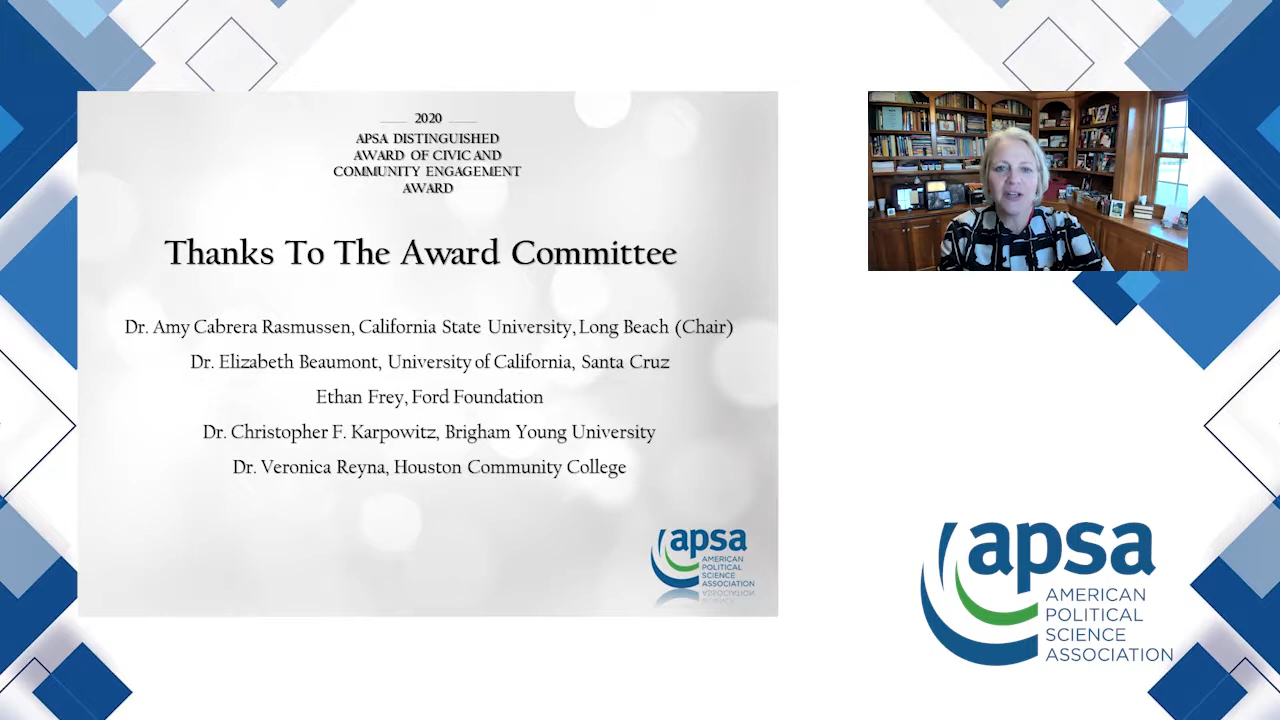 2020
APSA DISTINGUISHED
AWARD OF CIVIC AND
COMMUNITY ENGAGEMENT
AWARD
Thanks To The Award Committee
Dr. Amy Cabrera Rasmussen, California State University, Long Beach (Chair)
Dr. Elizabeth Beaumont, University of California, Santa Cruz
Ethan Frey, Ford Foundation
Dr. Christopher F. Karpowitz, Brigham Young University
Dr. Veronica Reyna, Houston Community College
apsa
AMERICAN
POLITICAL
SCIENCE
ASSOCIATION
apsa
AMERICAN
POLITICAL
SCIENCE
ASSOCIATION